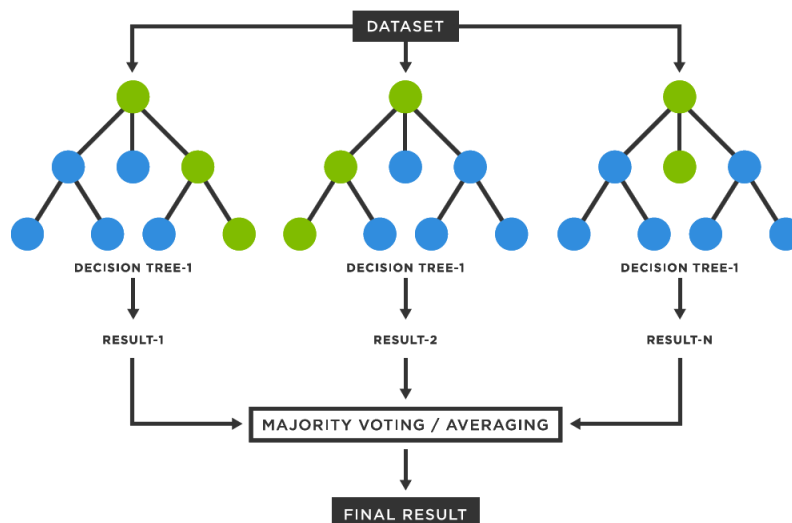 DATASET
DECISION TREE-1
DECISION TREE-1
DECISION TREE-1
RESULT-1
RESULT-2
RESULT-N
MAJORITY VOTING / AVERAGING
FINAL RESULT